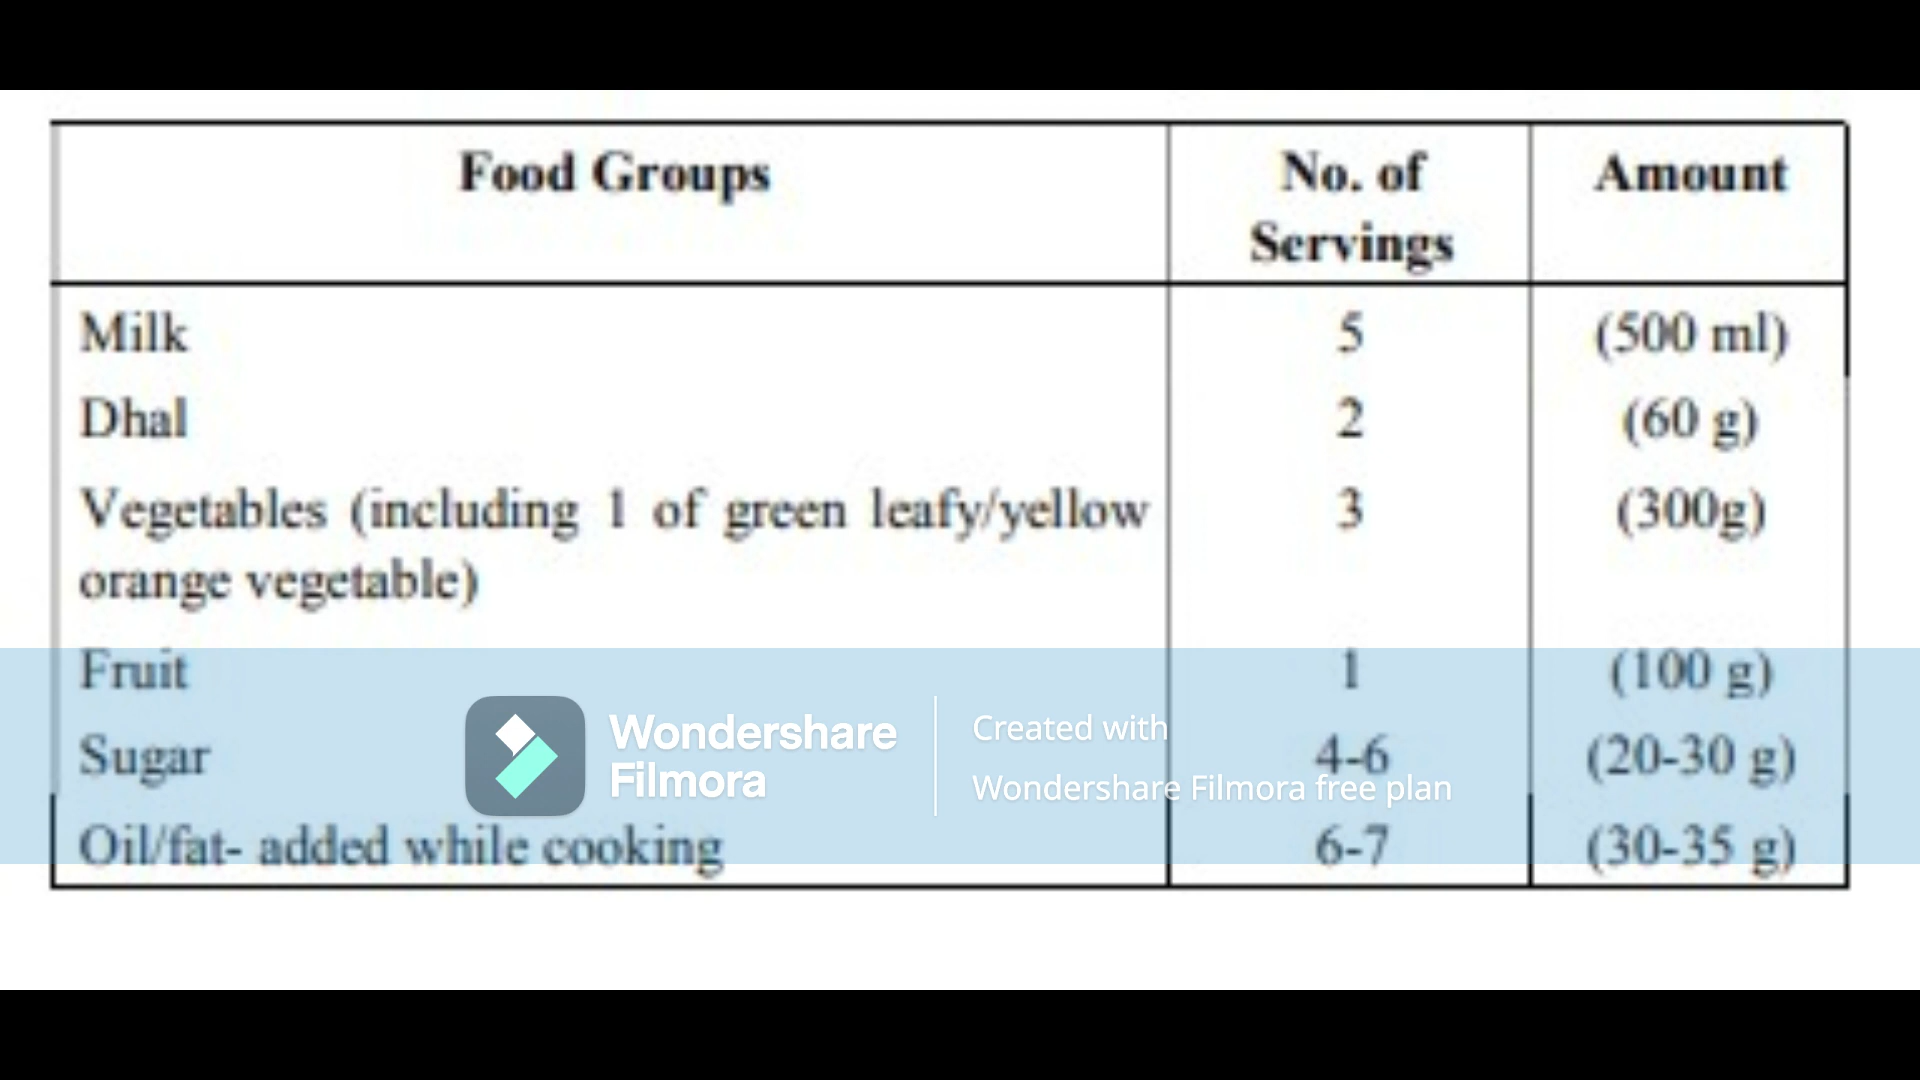 Food Groups No. of Servings Amount
Milk 5 (500 ml)
Dhal 2 (60 g)
Vegetables (including 1 of green leafy/yellow 3 (300g)
orange vegetable)
Fruit 1 (100 g)
Sugar 4-6 (20-30 g)
Oil/fat- added while cooking 6-7 (30-35 g)
Wondershare
Filmora
Created with
Wondershare Filmora free plan